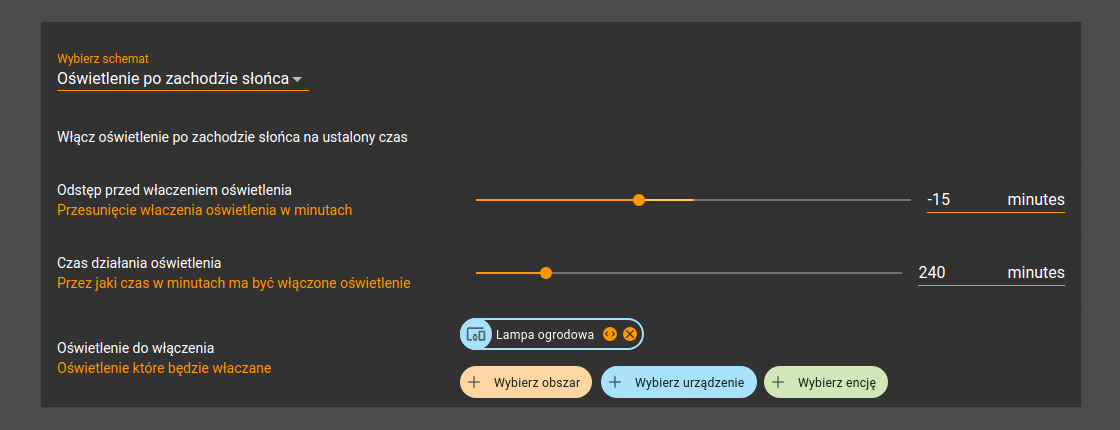 Wybierz schemat
Oświetlenie po zachodzie słońca
Włącz oświetlenie po zachodzie słońca na ustalony czas
Odstęp przed właczeniem oświetlenia
Przesunięcie właczenia oświetlenia w minutach
-15 minutes
Czas działania oświetlenia
Przez jaki czas w minutach ma być włączone oświetlenie
240 minutes
Oświetlenie do włączenia
Oświetlenie które będzie właczane
Lampa ogrodowa
Wybierz obszar
Wybierz urządzenie
Wybierz encję